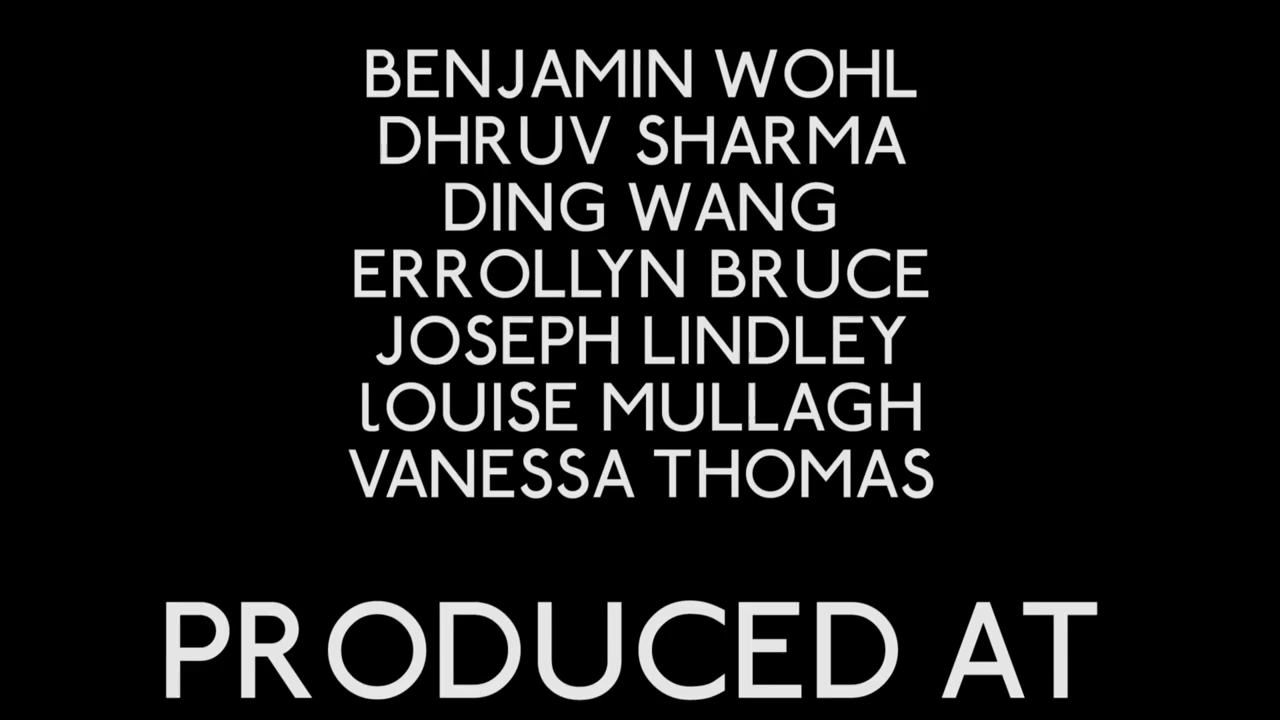 BENJAMIN WOHL
DHRUV SHARMA
DING WANG
ERROLLYN BRUCE
JOSEPH LINDLEY
lOUISE MULLAGH
VANESSA THOMAS
PRODUCED AT